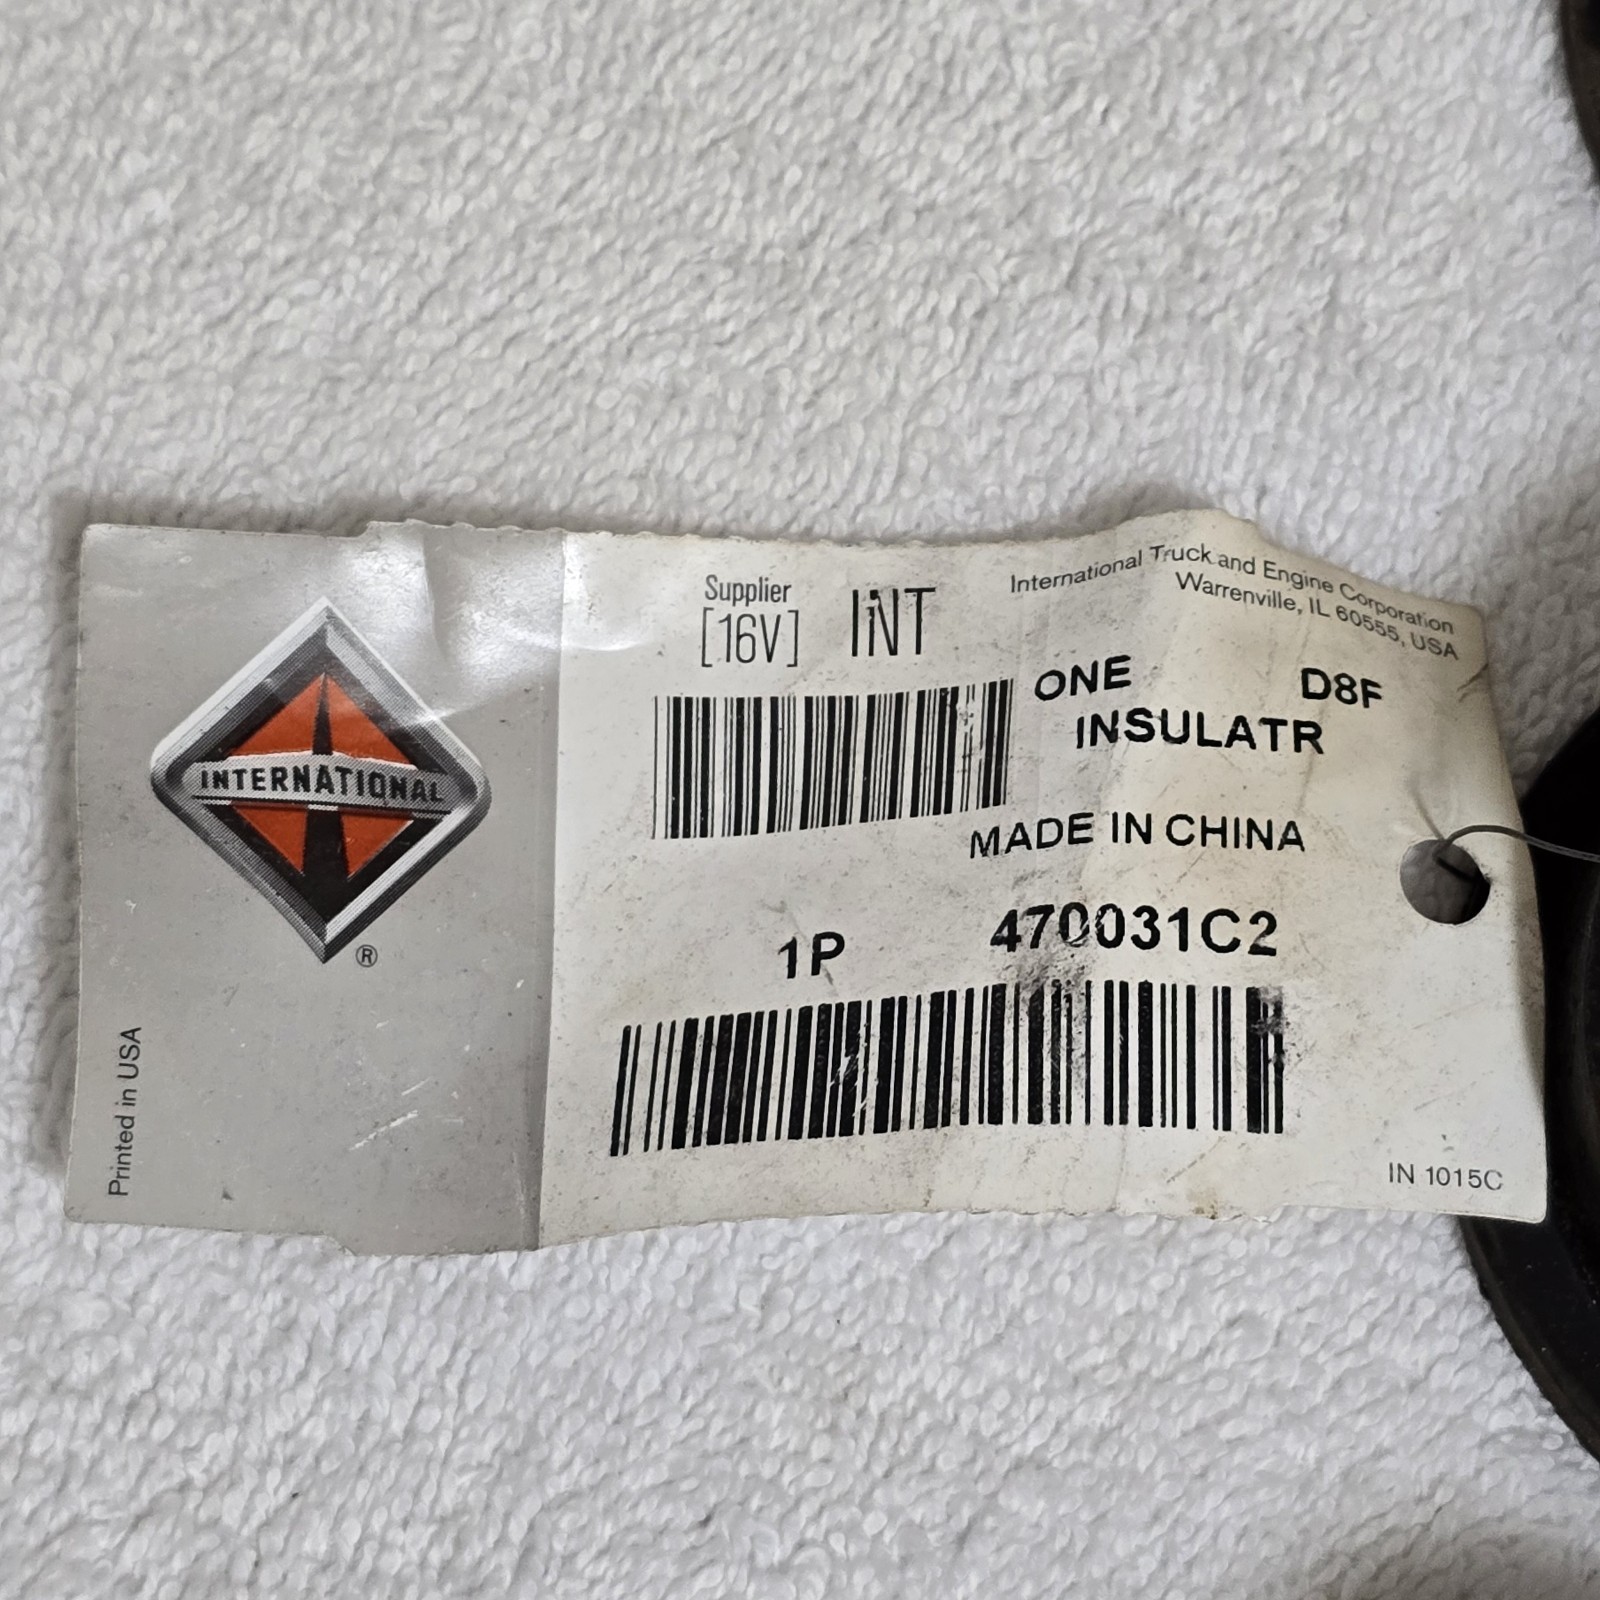 INTERNATIONAL
®
Printed in USA
Supplier
[16V] INT
International Truck and Engine Corporation
Warrenville, IL 60555, USA
ONE D8F
INSULATR
MADE IN CHINA
1P 470031C2
IN 1015C